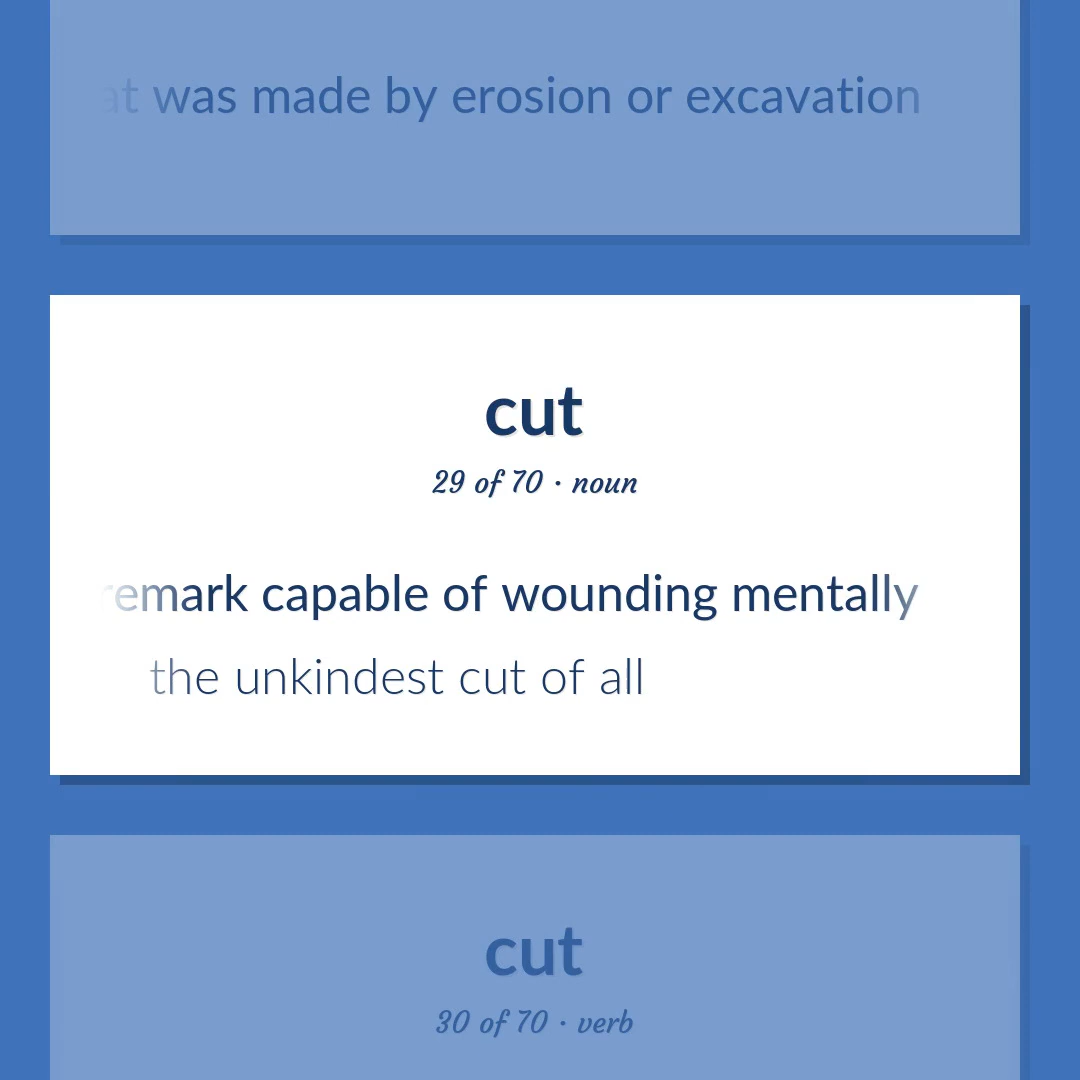 was made by erosion or excavation
cut
29 of 70 · noun
remark capable of wounding mentally
the unkindest cut of all
cut
30 of 70 · verb